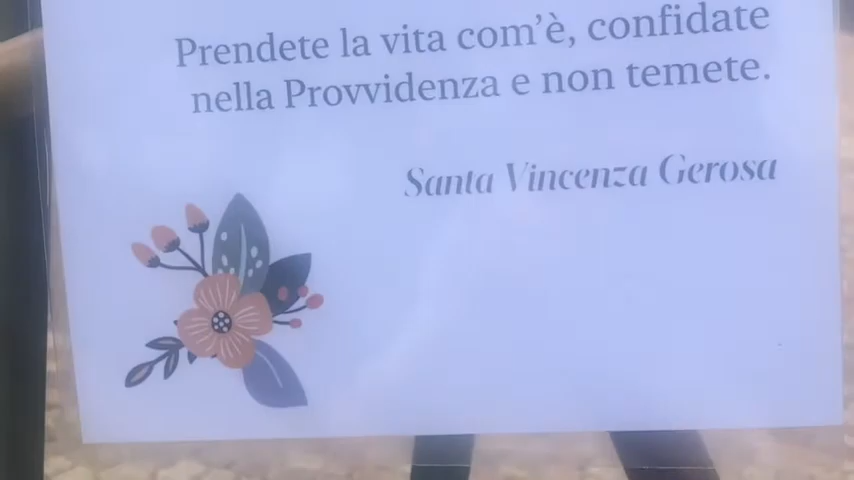 Prendete la vita com'è, confidate
nella Provvidenza e non temete.
Santa Vincenza Gerosa